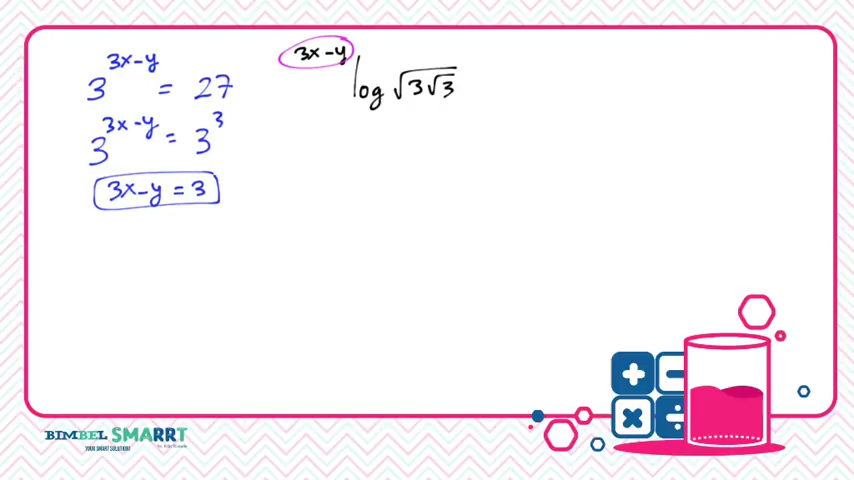 3^{3x-y} = 27
3^{3x-y} = 3^3
3x-y = 3
^{3x-y}log √(3√3)
BIMBEL SMARRT
YOUR SMART SOLUTION!